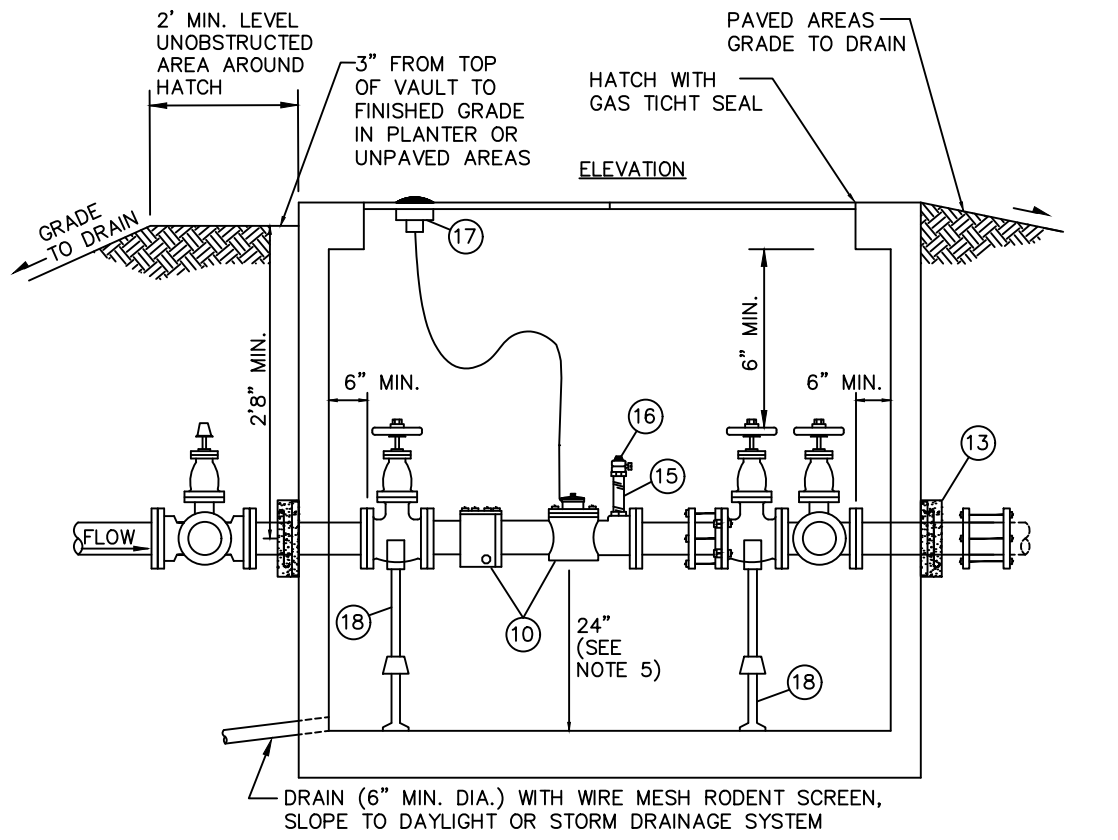 2' MIN. LEVEL
UNOBSTRUCTED
AREA AROUND
HATCH
3" FROM TOP
OF VAULT TO
FINISHED GRADE
IN PLANTER OR
UNPAVED AREAS
PAVED AREAS
GRADE TO DRAIN
HATCH WITH
GAS TICHT SEAL
ELEVATION
GRADE
TO DRAIN
17
2'8" MIN.
6" MIN.
6" MIN.
6" MIN.
16
15
13
FLOW
18
10
24"
(SEE
NOTE 5)
18
DRAIN (6" MIN. DIA.) WITH WIRE MESH RODENT SCREEN,
SLOPE TO DAYLIGHT OR STORM DRAINAGE SYSTEM